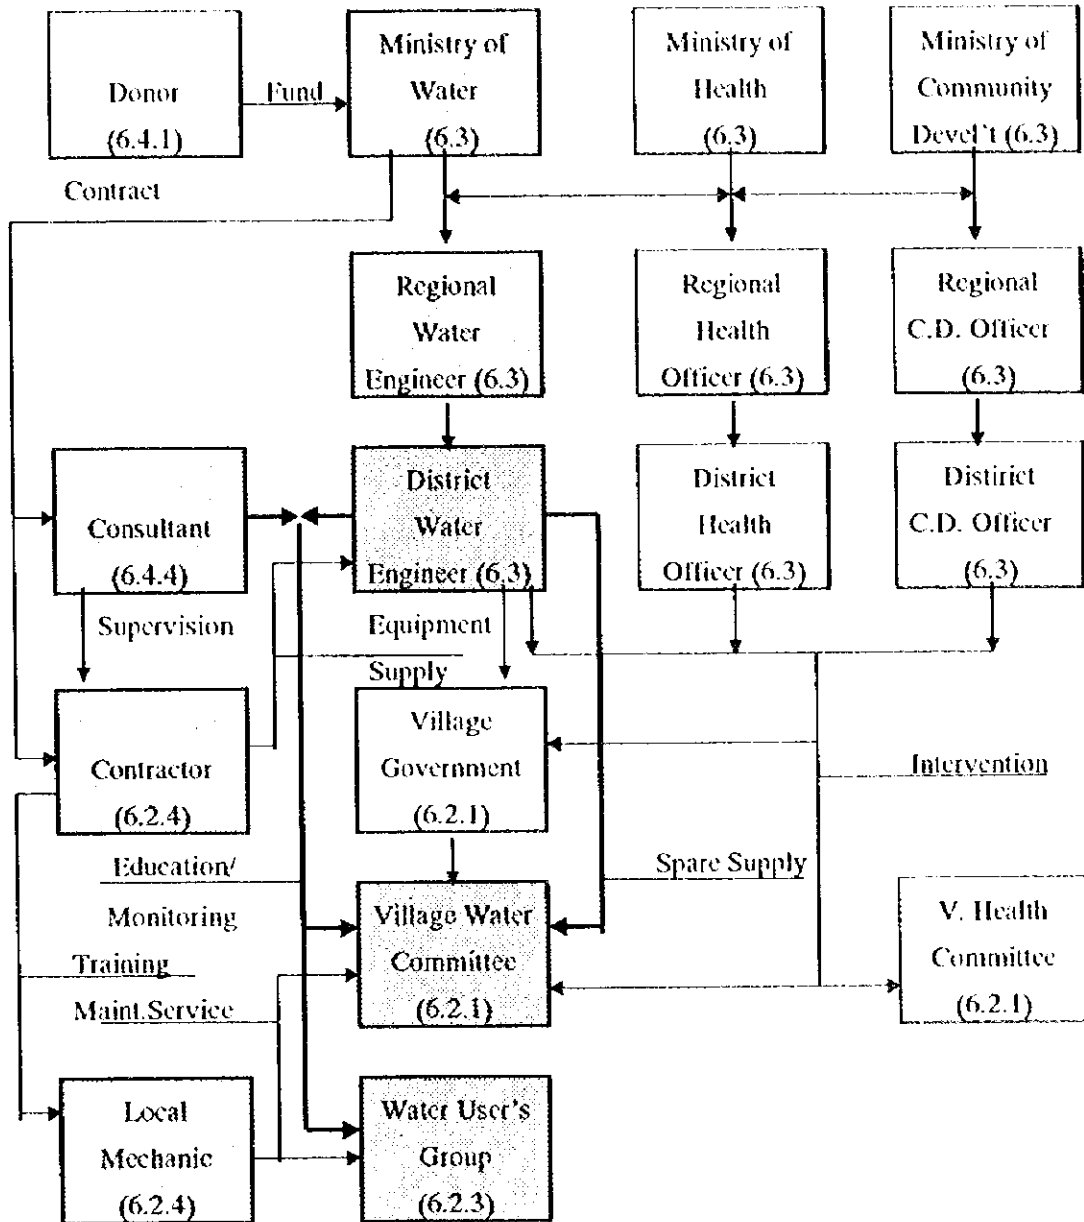 Donor
(6.4.1)
Fund
Ministry of
Water
(6.3)
Ministry of
Health
(6.3)
Ministry of
Community
Devel't (6.3)
Contract
Regional
Water
Engineer (6.3)
Regional
Health
Officer (6.3)
Regional
C.D. Officer
(6.3)
Consultant
(6.4.4)
District
Water
Engineer (6.3)
District
Health
Officer (6.3)
Distirict
C.D. Officer
(6.3)
Supervision
Equipment
Supply
Contractor
(6.2.4)
Village
Government
(6.2.1)
Intervention
Education/
Monitoring
Spare Supply
Village Water
Committee
(6.2.1)
V. Health
Committee
(6.2.1)
Training
Maint.Service
Local
Mechanic
(6.2.4)
Water User's
Group
(6.2.3)